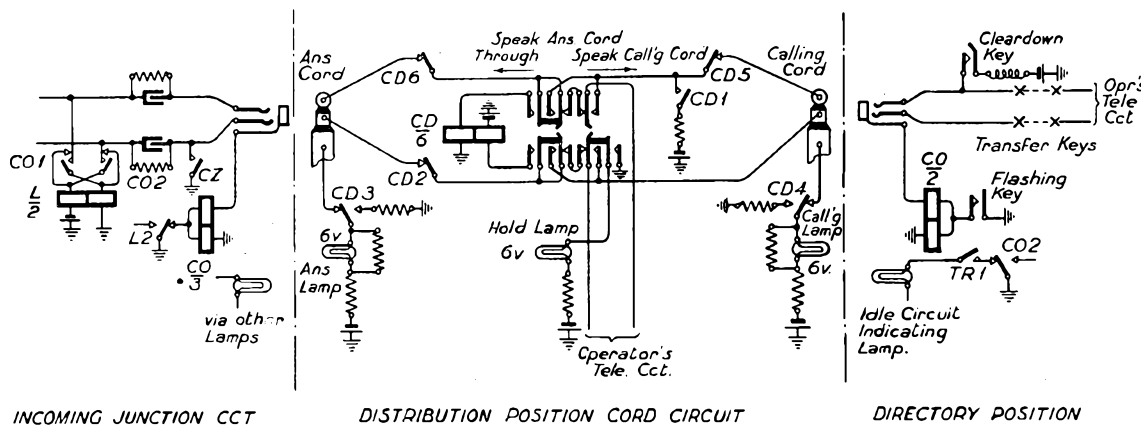 CO1
L
2
CO2
CZ
L2
CO
3
via other
Lamps
INCOMING JUNCTION CCT
Ans
Cord
CD6
CD2
CD3
6v
Ans
Lamp
Speak Ans Cord
Through
Speak Call'g Cord
CD
6
CD1
CD5
Hold Lamp
6v
Operator's
Tele. Cct.
Calling
Cord
CD4
Call'g
Lamp
6v.
DISTRIBUTION POSITION CORD CIRCUIT
Cleardown
Key
Opr's
Tele
Cct
Transfer Keys
CO
2
Flashing
Key
TR1
CO2
Idle Circuit
Indicating
Lamp.
DIRECTORY POSITION